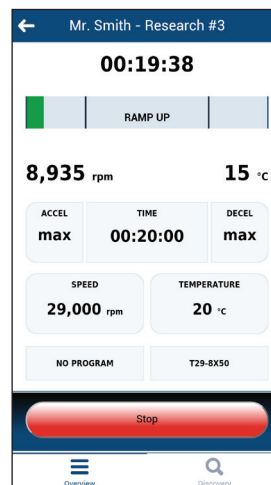 Mr. Smith - Research #3
00:19:38
RAMP UP
8,935 rpm 15 °C
ACCEL TIME DECEL
max 00:20:00 max
SPEED TEMPERATURE
29,000 rpm 20 °C
NO PROGRAM T29-8X50
Stop
Overview Discovery